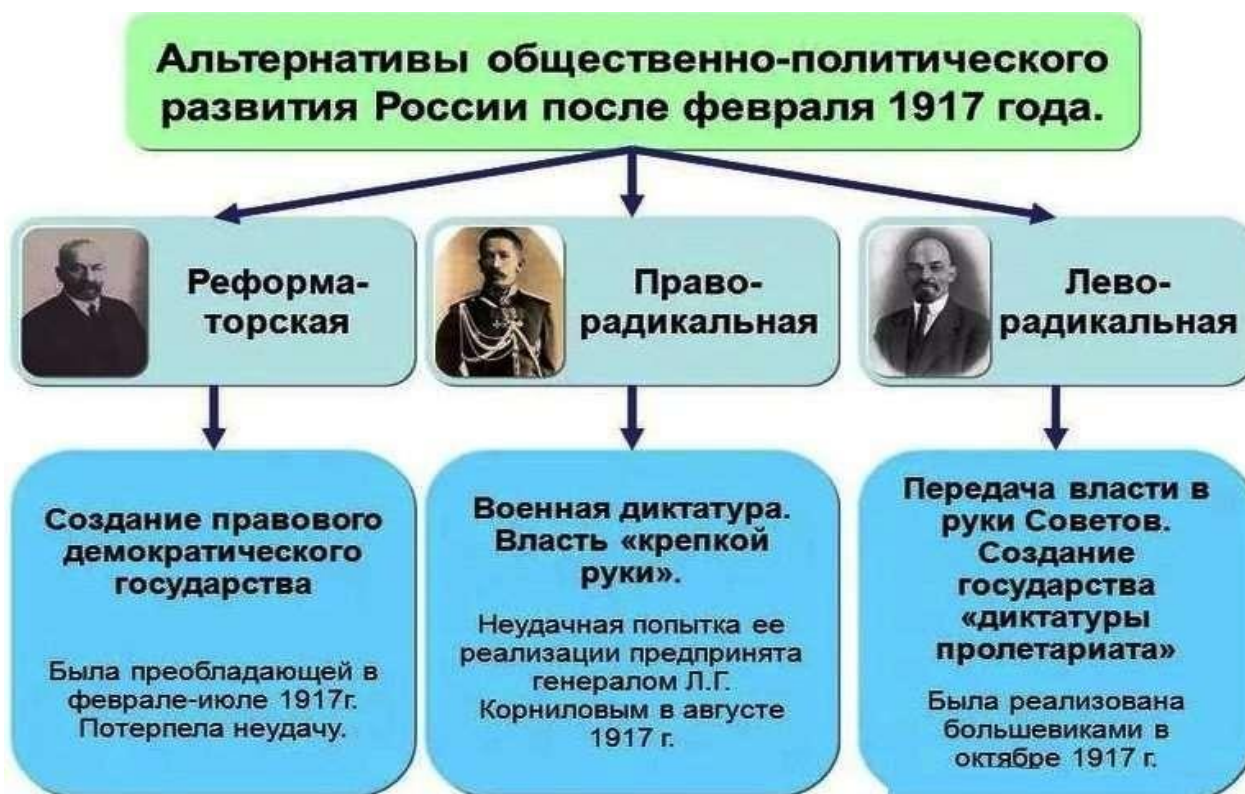 Альтернативы общественно-политического
развития России после февраля 1917 года.
Реформа-
торская
Право-
радикальная
Лево-
радикальная
Создание правового
демократического
государства
Была преобладающей в
феврале-июле 1917г.
Потерпела неудачу.
Военная диктатура.
Власть «крепкой
руки».
Неудачная попытка ее
реализации предпринята
генералом Л.Г.
Корниловым в августе
1917 г.
Передача власти в
руки Советов.
Создание
государства
«диктатуры
пролетариата»
Была реализована
большевиками в
октябре 1917 г.